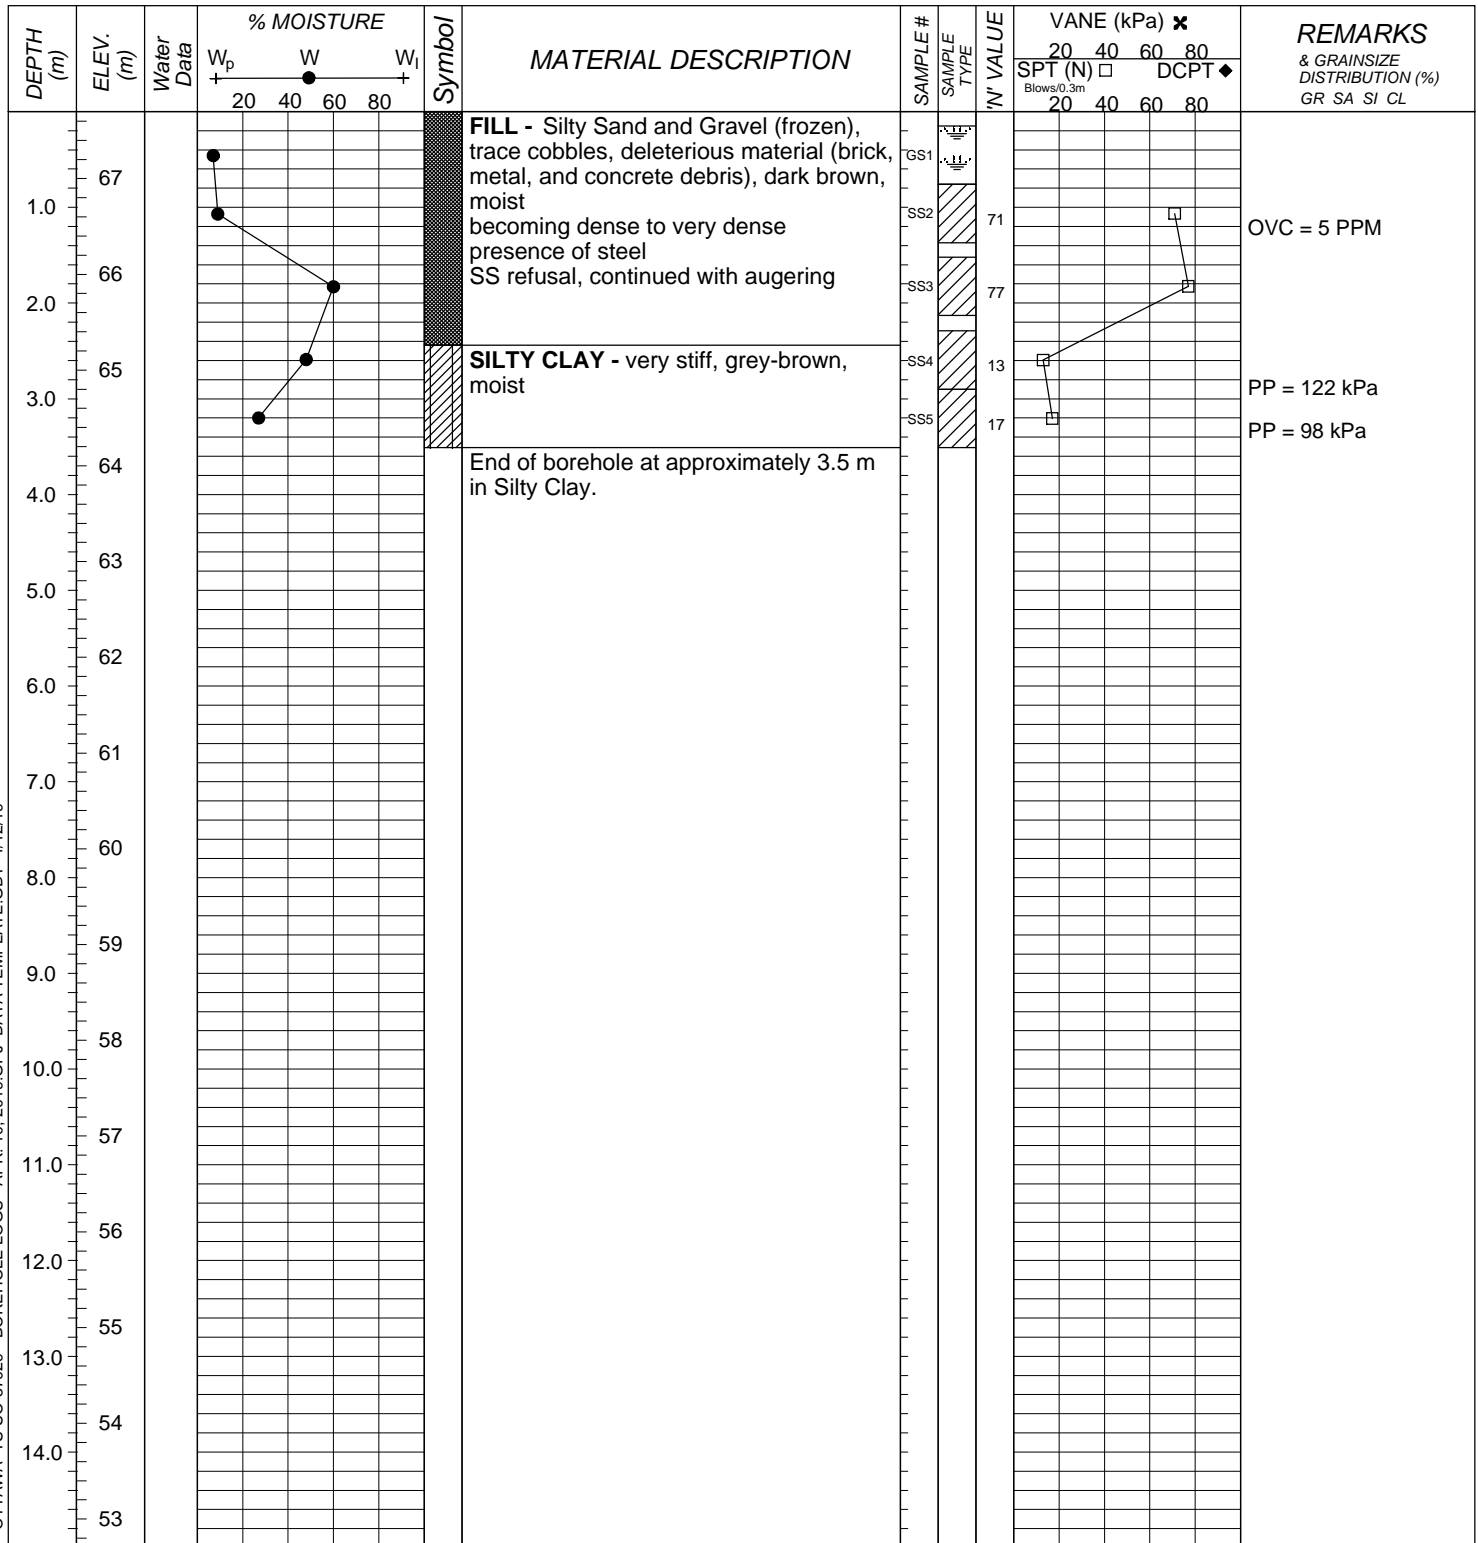 DEPTH (m)
ELEV. (m)
Water Data
% MOISTURE
Wp W Wl
20 40 60 80
Symbol
MATERIAL DESCRIPTION
SAMPLE #
SAMPLE TYPE
'N' VALUE
VANE (kPa) ✖
20 40 60 80
SPT (N) □ DCPT ◆
Blows/0.3m
20 40 60 80
REMARKS
& GRAINSIZE
DISTRIBUTION (%)
GR SA SI CL
FILL - Silty Sand and Gravel (frozen),
trace cobbles, deleterious material (brick,
metal, and concrete debris), dark brown,
moist
becoming dense to very dense
presence of steel
SS refusal, continued with augering
SILTY CLAY - very stiff, grey-brown,
moist
End of borehole at approximately 3.5 m
in Silty Clay.
GS1
SS2 71
SS3 77
SS4 13
SS5 17
OVC = 5 PPM
PP = 122 kPa
PP = 98 kPa
67
1.0
66
2.0
65
3.0
64
4.0
63
5.0
62
6.0
61
7.0
60
8.0
59
9.0
58
10.0
57
11.0
56
12.0
55
13.0
54
14.0
53